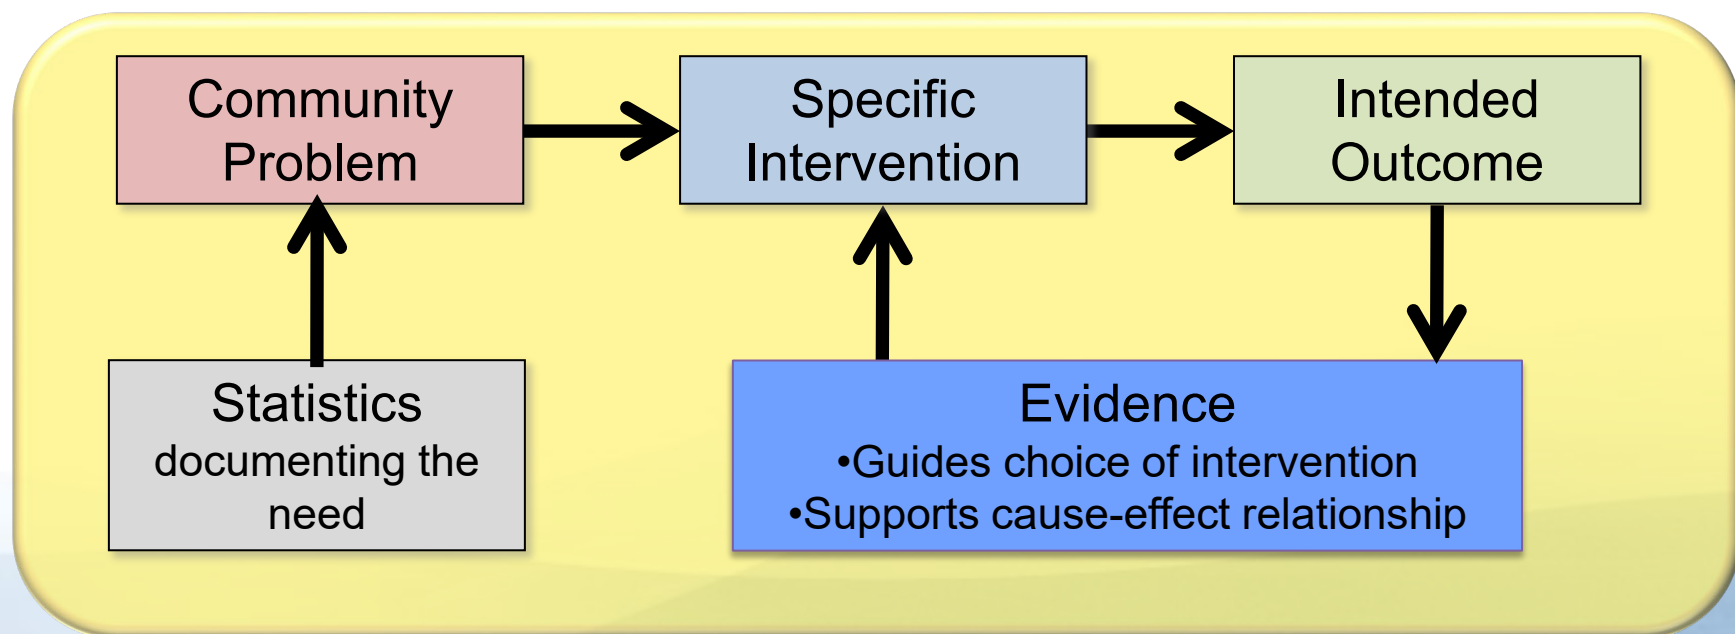 Community
Problem
Specific
Intervention
Intended
Outcome
Statistics
documenting the
need
Evidence
•Guides choice of intervention
•Supports cause-effect relationship